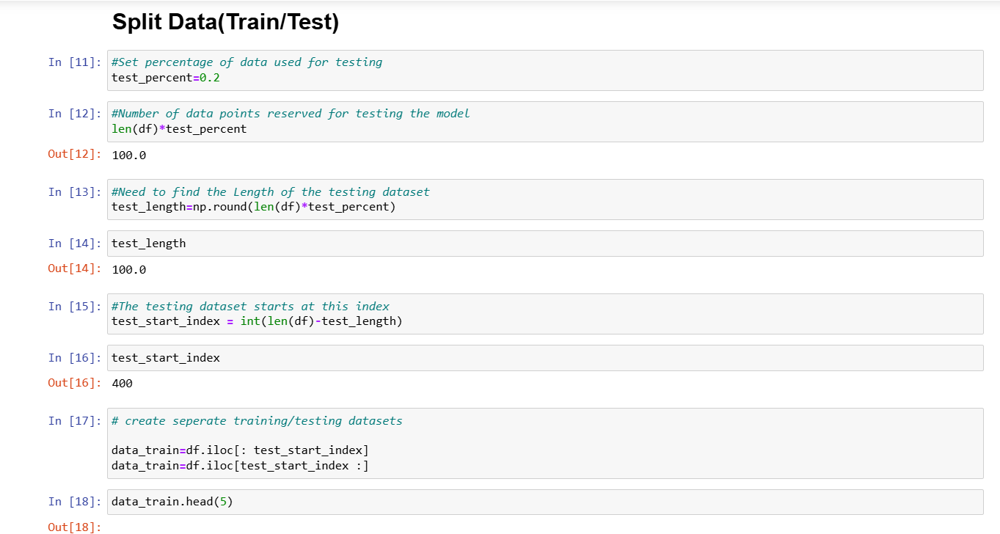 Split Data(Train/Test)
In [11]: #Set percentage of data used for testing
test_percent=0.2
In [12]: #Number of data points reserved for testing the model
len(df)*test_percent
Out[12]: 100.0
In [13]: #Need to find the Length of the testing dataset
test_length=np.round(len(df)*test_percent)
In [14]: test_length
Out[14]: 100.0
In [15]: #The testing dataset starts at this index
test_start_index = int(len(df)-test_length)
In [16]: test_start_index
Out[16]: 400
In [17]: # create seperate training/testing datasets
data_train=df.iloc[: test_start_index]
data_train=df.iloc[test_start_index :]
In [18]: data_train.head(5)
Out[18]: